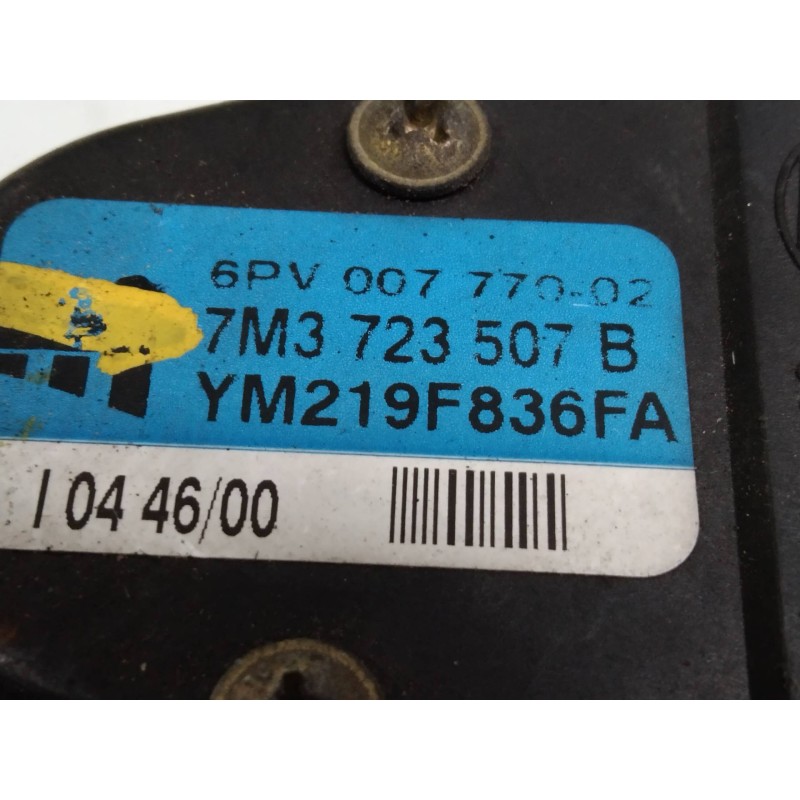 6PV 007 770-02
7M3 723 507 B
YM219F836FA
I 04 46/00